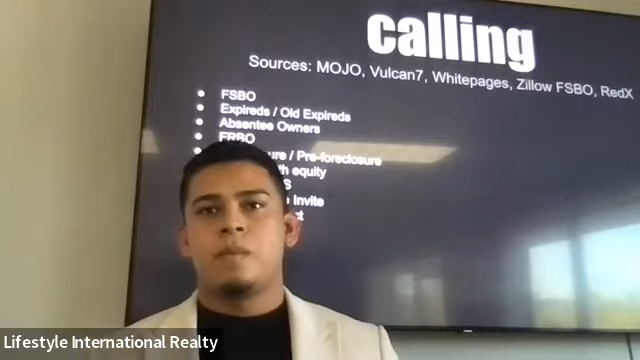 calling
Sources: MOJO, Vulcan7, Whitepages, Zillow FSBO, RedX
FSBO
Expireds / Old Expireds
Absentee Owners
FRBO
/ Pre-foreclosure
equity
Invite
Lifestyle International Realty